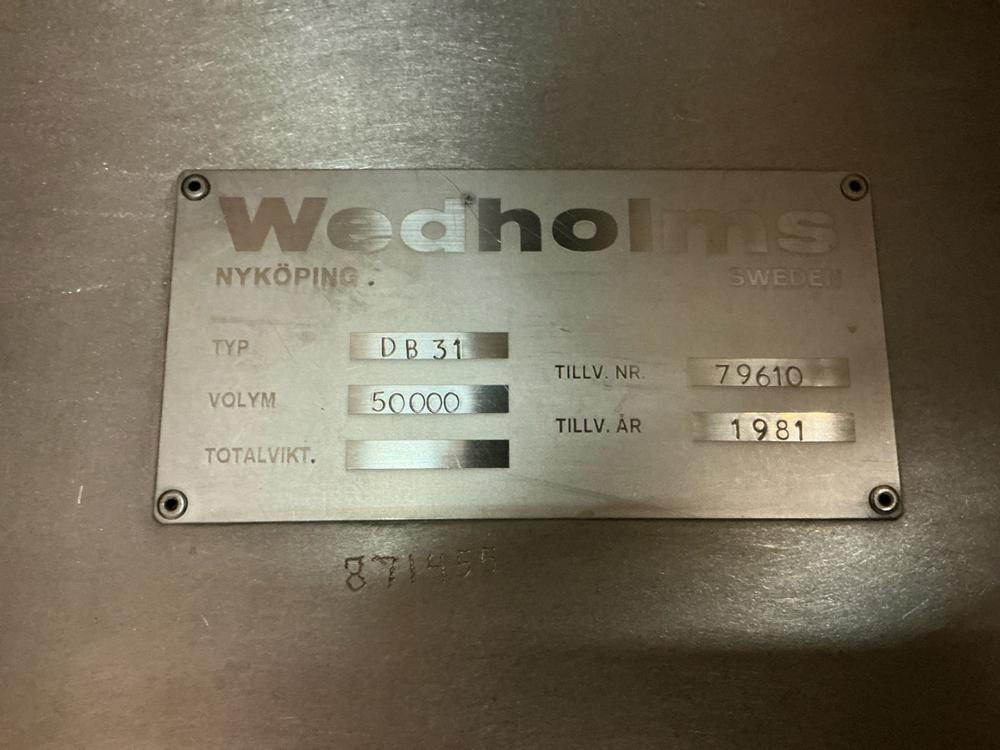 Wedholms
NYKÖPING SWEDEN
TYP DB 31
VOLYM 50000
TOTALVIKT.
TILLV. NR. 79610
TILLV. ÅR 1981
871455